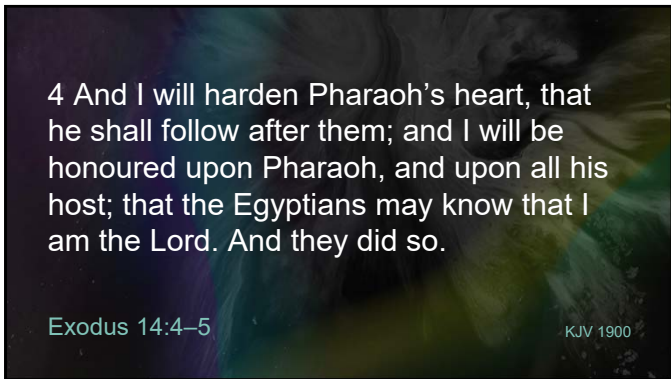 4 And I will harden Pharaoh’s heart, that
he shall follow after them; and I will be
honoured upon Pharaoh, and upon all his
host; that the Egyptians may know that I
am the Lord. And they did so.
Exodus 14:4–5
KJV 1900